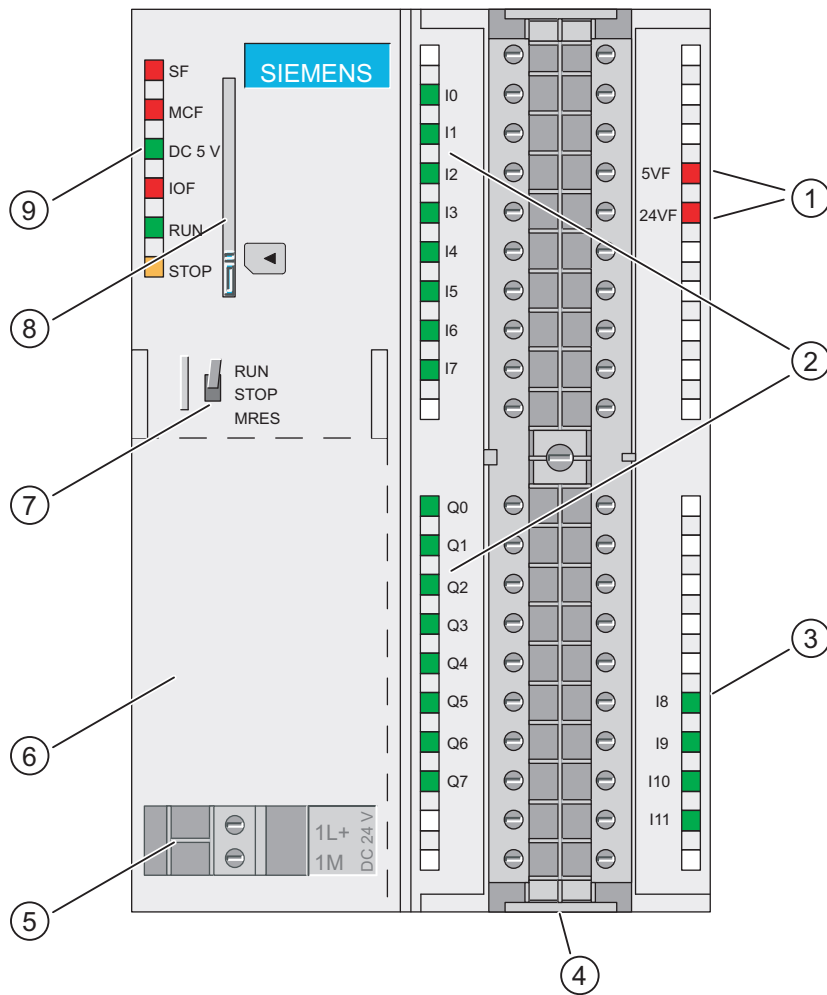 SIEMENS
SF
MCF
DC 5 V
IOF
RUN
STOP
RUN
STOP
MRES
1L+
1M
DC 24 V
I0
I1
I2
I3
I4
I5
I6
I7
Q0
Q1
Q2
Q3
Q4
Q5
Q6
Q7
5VF
24VF
I8
I9
I10
I11
1
2
3
4
5
6
7
8
9